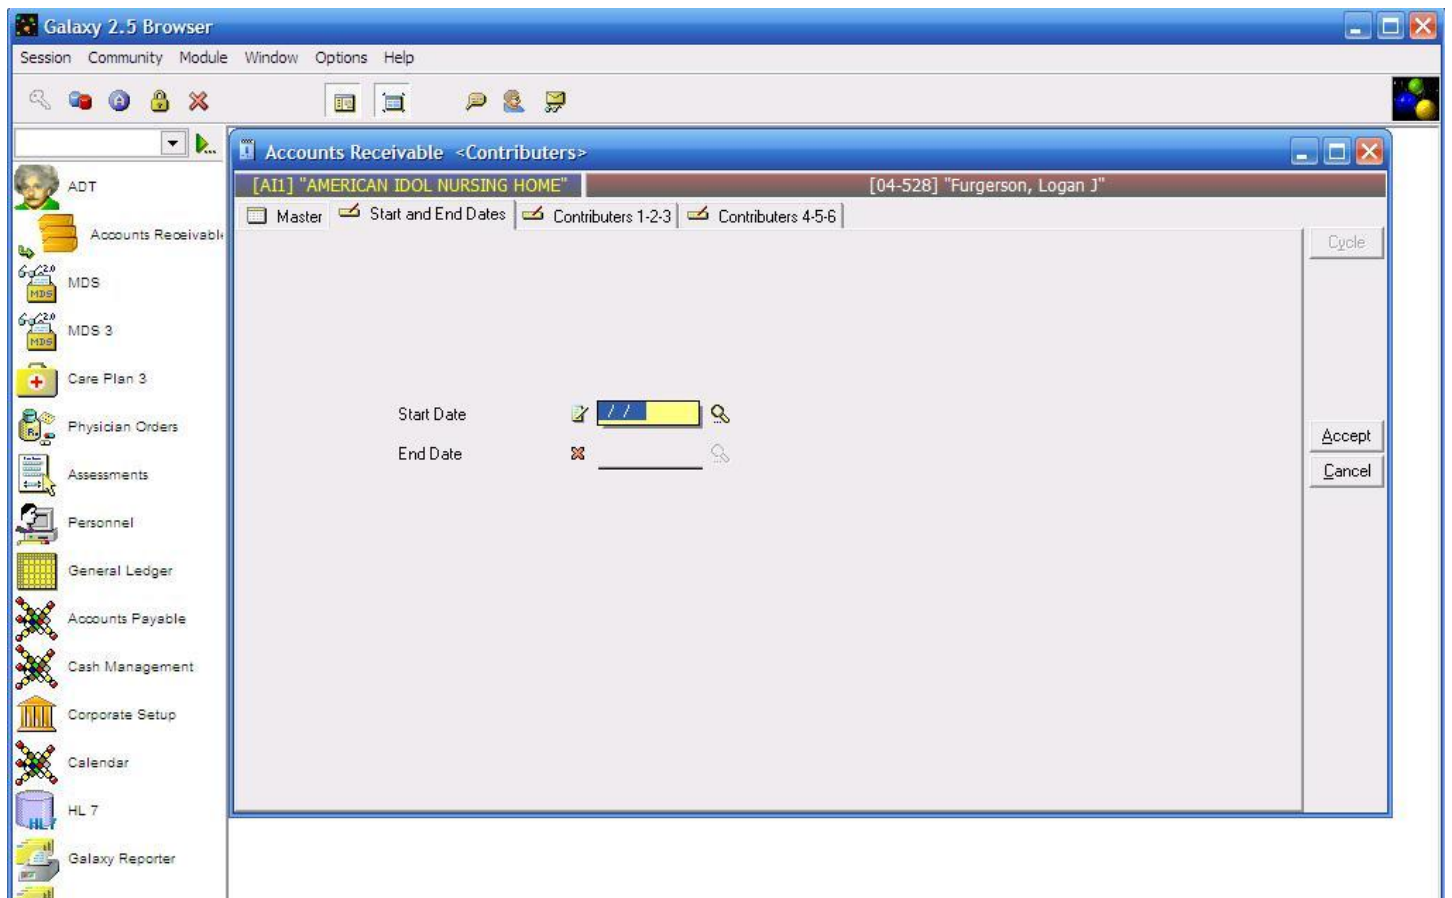 Galaxy 2.5 Browser
Session Community Module Window Options Help
Accounts Receivable <Contributers>
[AI1] "AMERICAN IDOL NURSING HOME" [04-528] "Furgerson, Logan J"
Master Start and End Dates Contributers 1-2-3 Contributers 4-5-6
Cycle
Start Date / /
End Date
Accept
Cancel
ADT
Accounts Receivabl
MDS
MDS 3
Care Plan 3
Physician Orders
Assessments
Personnel
General Ledger
Accounts Payable
Cash Management
Corporate Setup
Calendar
HL 7
Galaxy Reporter